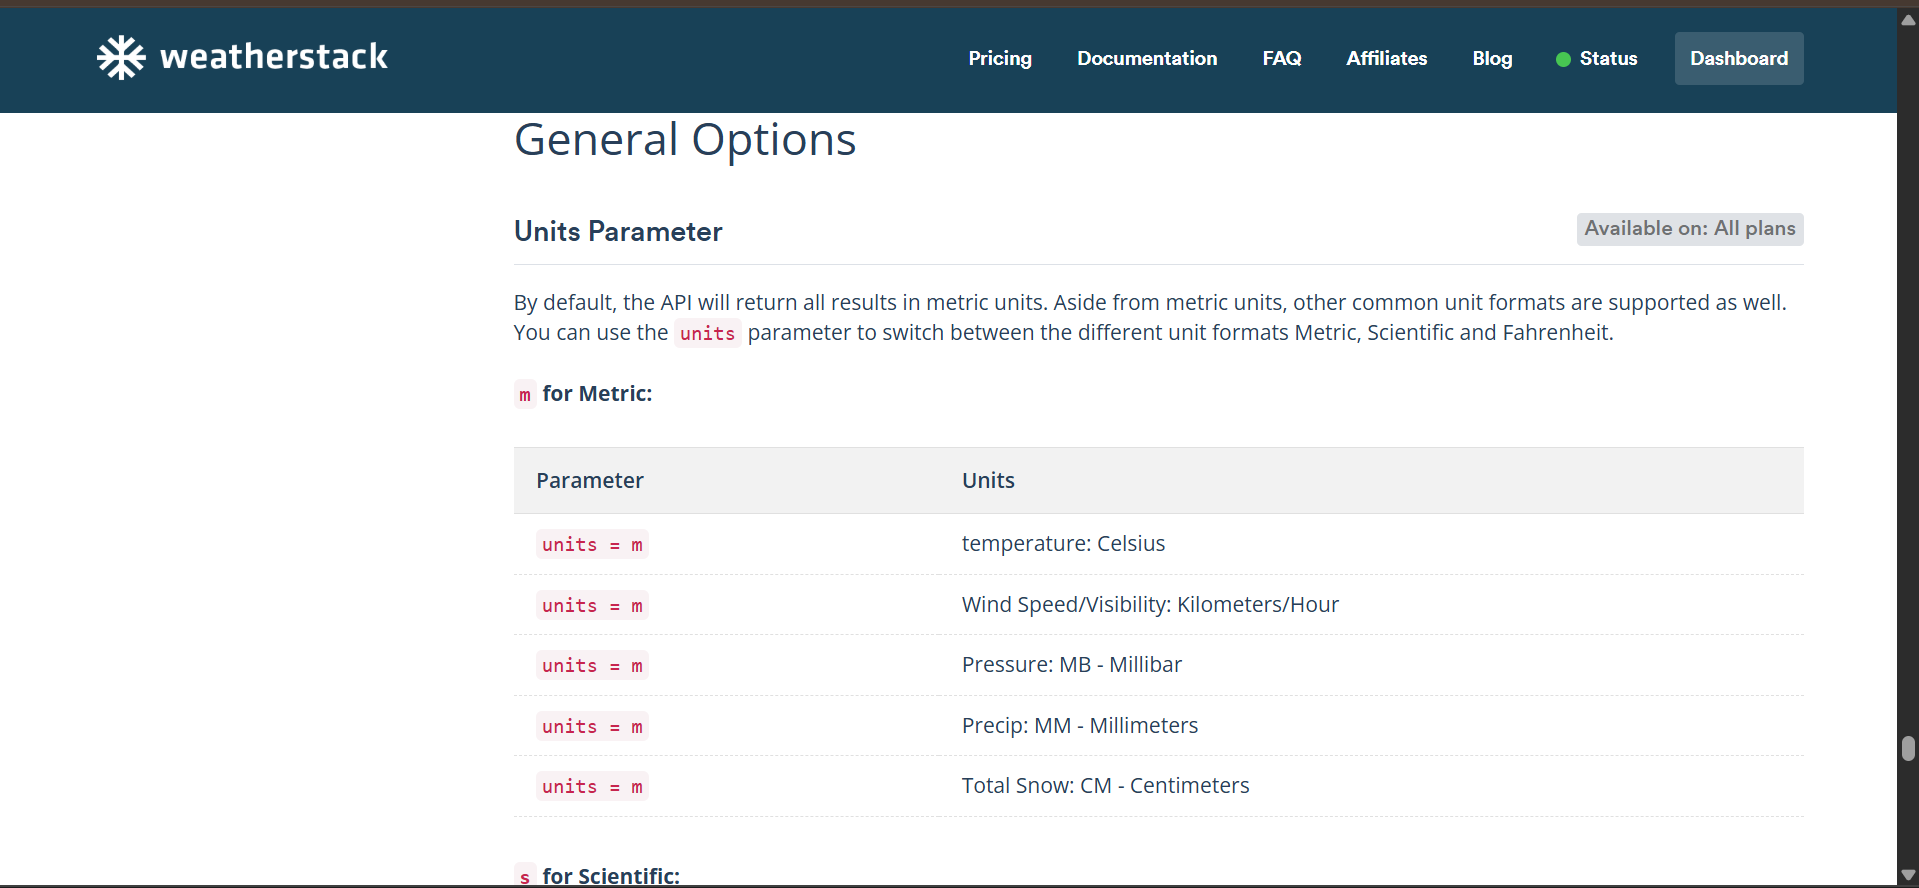 weatherstack
Pricing
Documentation
FAQ
Affiliates
Blog
Status
Dashboard
General Options
Units Parameter
Available on: All plans
By default, the API will return all results in metric units. Aside from metric units, other common unit formats are supported as well.
You can use the units parameter to switch between the different unit formats Metric, Scientific and Fahrenheit.
m for Metric:
Parameter Units
units = m temperature: Celsius
units = m Wind Speed/Visibility: Kilometers/Hour
units = m Pressure: MB - Millibar
units = m Precip: MM - Millimeters
units = m Total Snow: CM - Centimeters
s for Scientific: